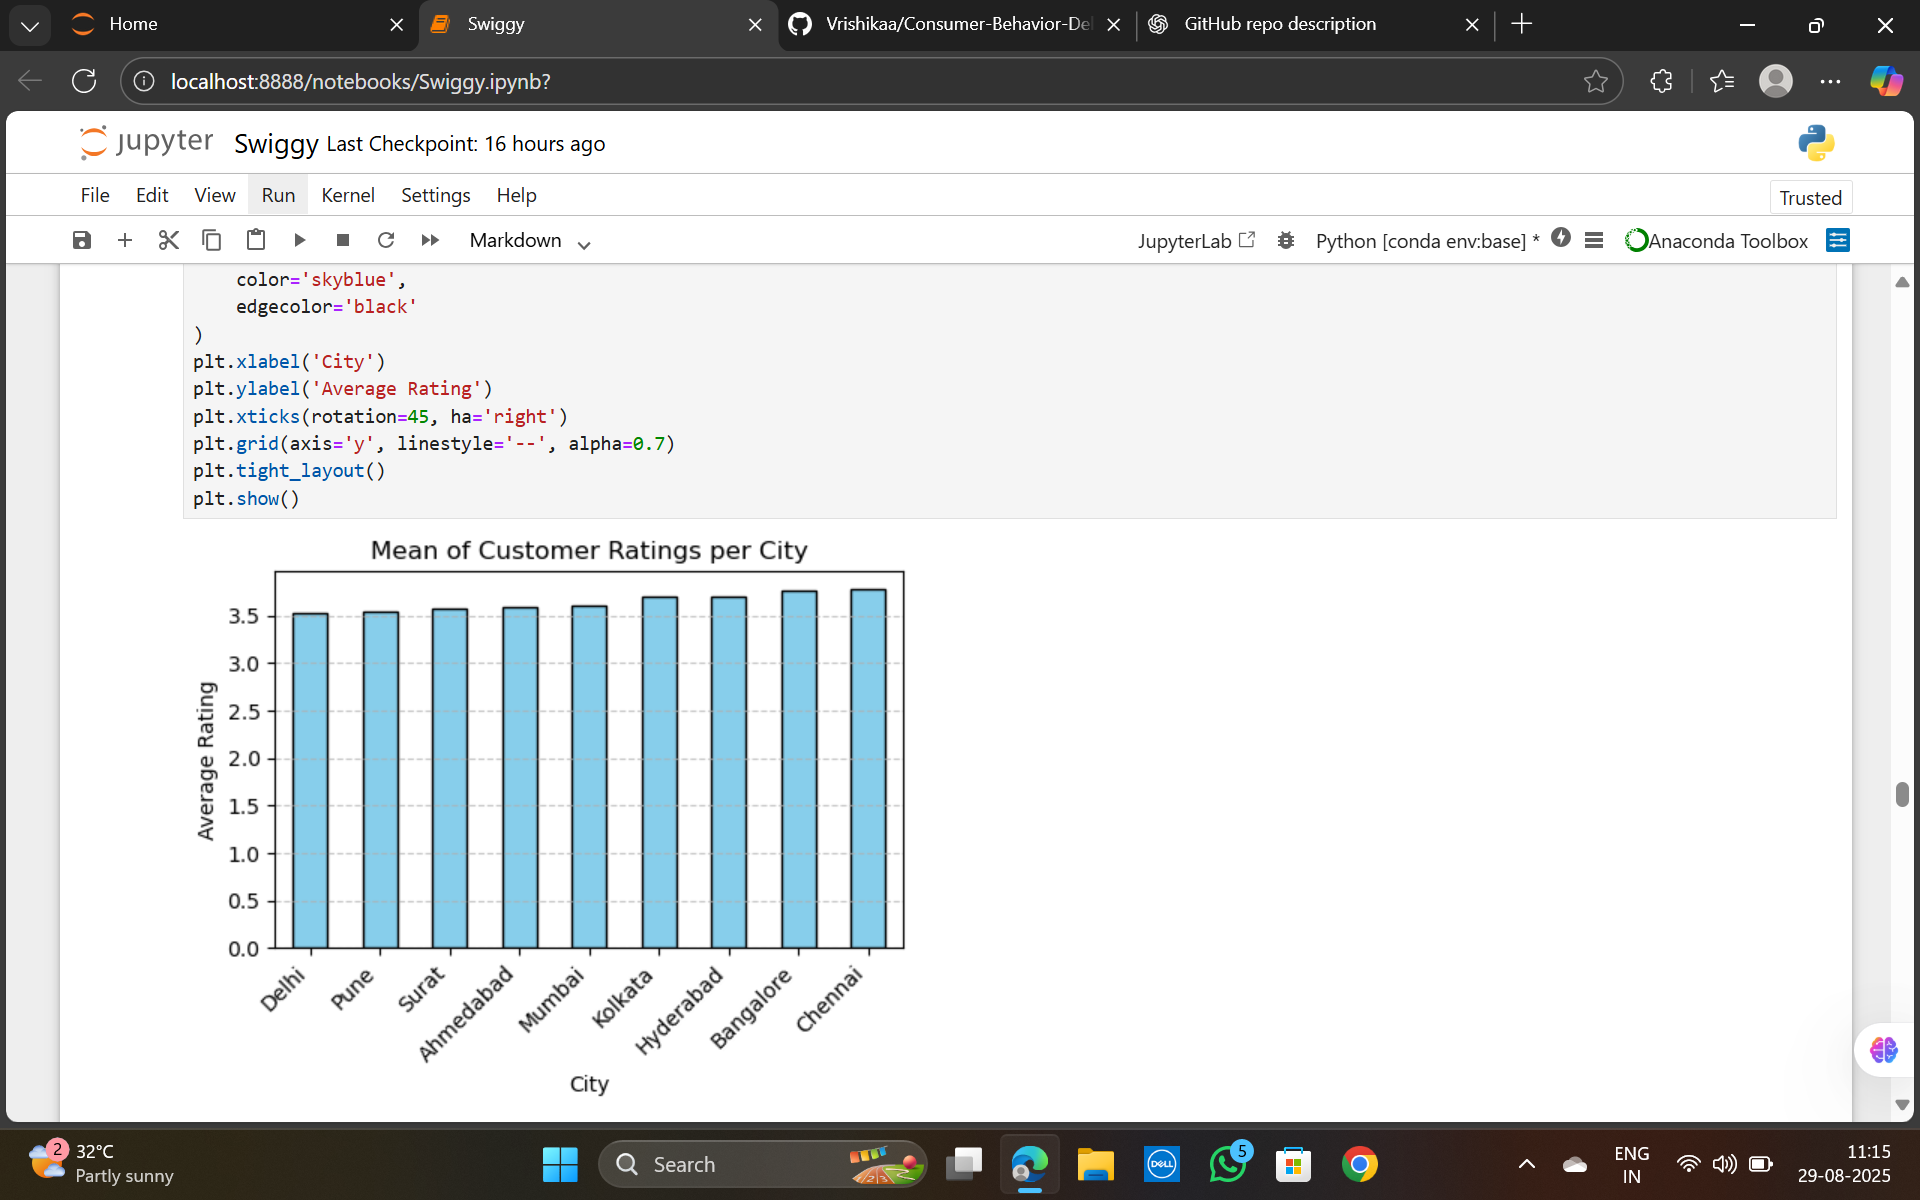 Home
Swiggy
Vrishikaa/Consumer-Behavior-De
GitHub repo description
localhost:8888/notebooks/Swiggy.ipynb?
jupyter Swiggy Last Checkpoint: 16 hours ago
File Edit View Run Kernel Settings Help
Trusted
Markdown
JupyterLab
Python [conda env:base] *
Anaconda Toolbox
color='skyblue',
edgecolor='black'
)
plt.xlabel('City')
plt.ylabel('Average Rating')
plt.xticks(rotation=45, ha='right')
plt.grid(axis='y', linestyle='--', alpha=0.7)
plt.tight_layout()
plt.show()
Mean of Customer Ratings per City
Average Rating
3.5
3.0
2.5
2.0
1.5
1.0
0.5
0.0
Delhi
Pune
Surat
Ahmedabad
Mumbai
Kolkata
Hyderabad
Bangalore
Chennai
City
2
32°C
Partly sunny
Search
DELL
5
ENG
IN
11:15
29-08-2025